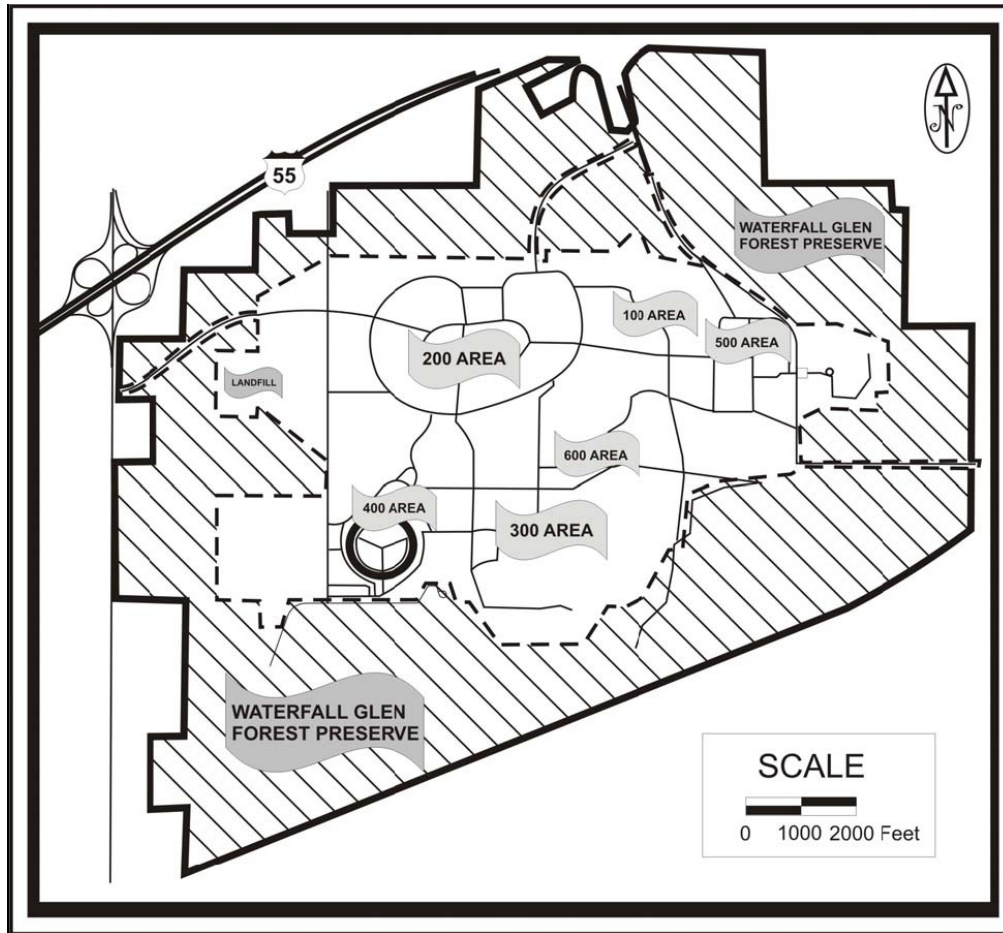 N
55
WATERFALL GLEN
FOREST PRESERVE
100 AREA
500 AREA
200 AREA
LANDFILL
600 AREA
400 AREA
300 AREA
WATERFALL GLEN
FOREST PRESERVE
SCALE
0 1000 2000 Feet